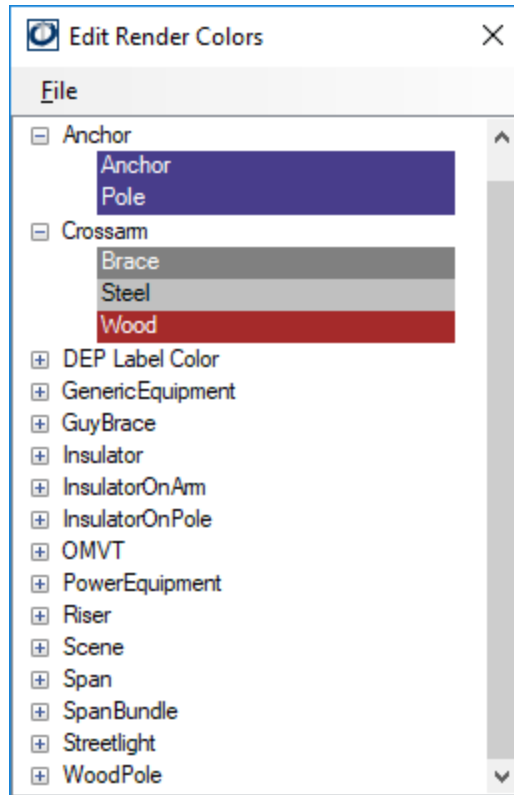 Edit Render Colors
File
Anchor
Anchor
Pole
Crossarm
Brace
Steel
Wood
DEP Label Color
GenericEquipment
GuyBrace
Insulator
InsulatorOnArm
InsulatorOnPole
OMVT
PowerEquipment
Riser
Scene
Span
SpanBundle
Streetlight
WoodPole